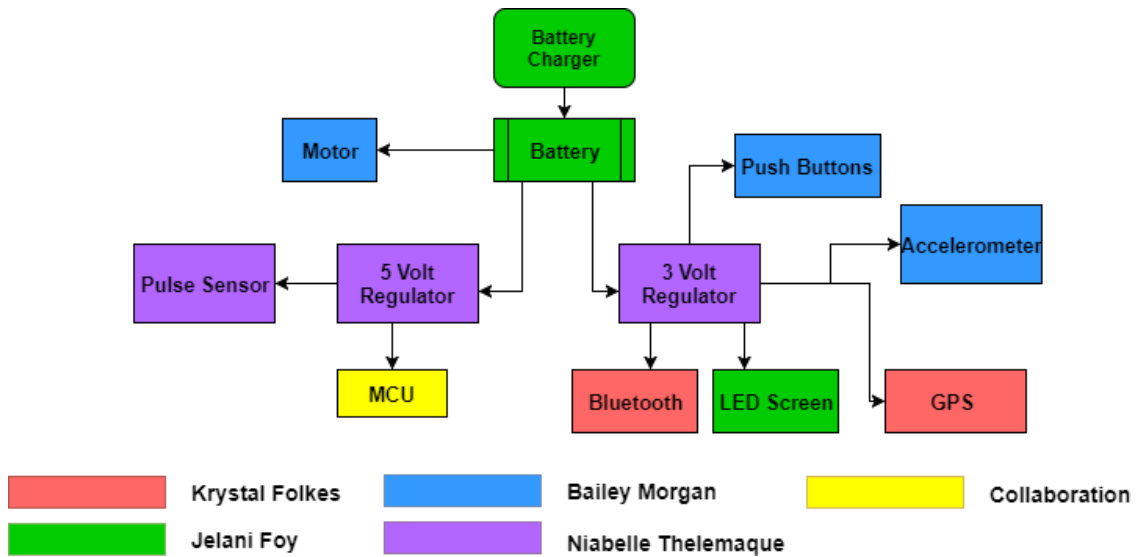 Battery
Charger
Motor
Battery
Push Buttons
Accelerometer
Pulse Sensor
5 Volt
Regulator
3 Volt
Regulator
MCU
Bluetooth
LED Screen
GPS
Krystal Folkes
Bailey Morgan
Collaboration
Jelani Foy
Niabelle Thelemaque